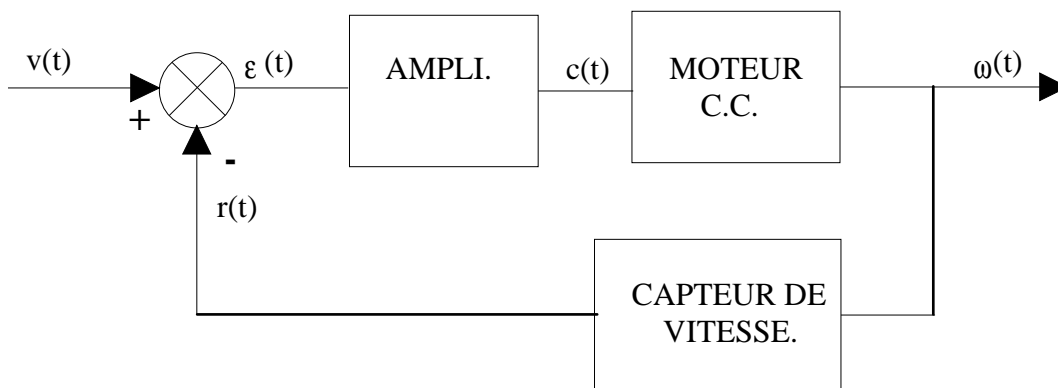 v(t)
+
-
r(t)
ε (t)
AMPLI.
c(t)
MOTEUR
C.C.
ω(t)
CAPTEUR DE
VITESSE.